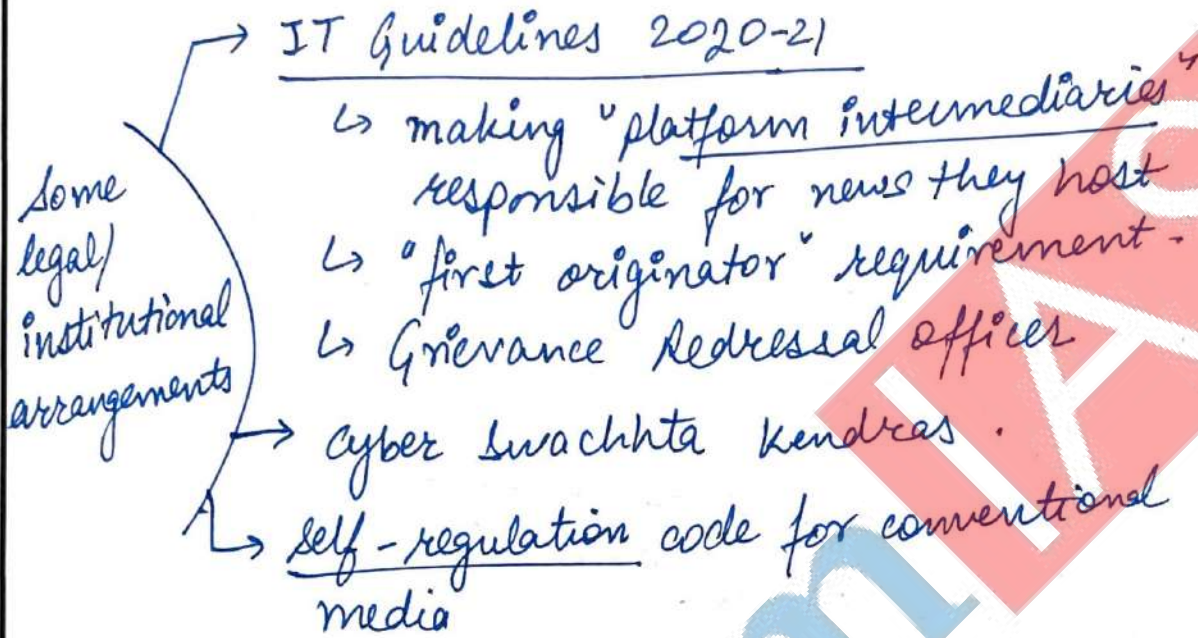 IT Guidelines 2020-21
↳ making "platform intermediaries"
responsible for news they host
↳ "first originator" requirement.
↳ Grievance Redressal officer
Some
legal/
institutional
arrangements
→ cyber Swachhta Kendras.
↳ self-regulation code for conventional
media